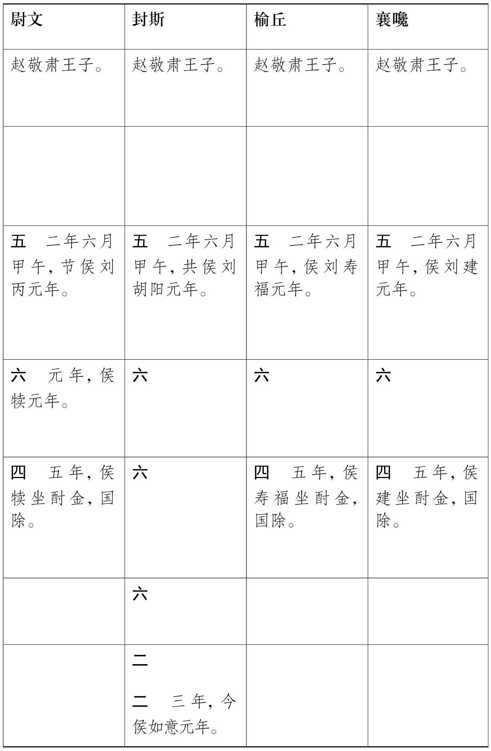 尉文
封斯
榆丘
襄嚵
赵敬肃王子。
赵敬肃王子。
赵敬肃王子。
赵敬肃王子。
五 二年六月
甲午,节侯刘
丙元年。
五 二年六月
甲午,共侯刘
胡阳元年。
五 二年六月
甲午,侯刘寿
福元年。
五 二年六月
甲午,侯刘建
元年。
六 元年,侯
犊元年。
六
六
六
四 五年,侯
犊坐酎金,国
除。
六
四 五年,侯
寿福坐酎金,
国除。
四 五年,侯
建坐酎金,国
除。
六
二
二 三年,今
侯如意元年。